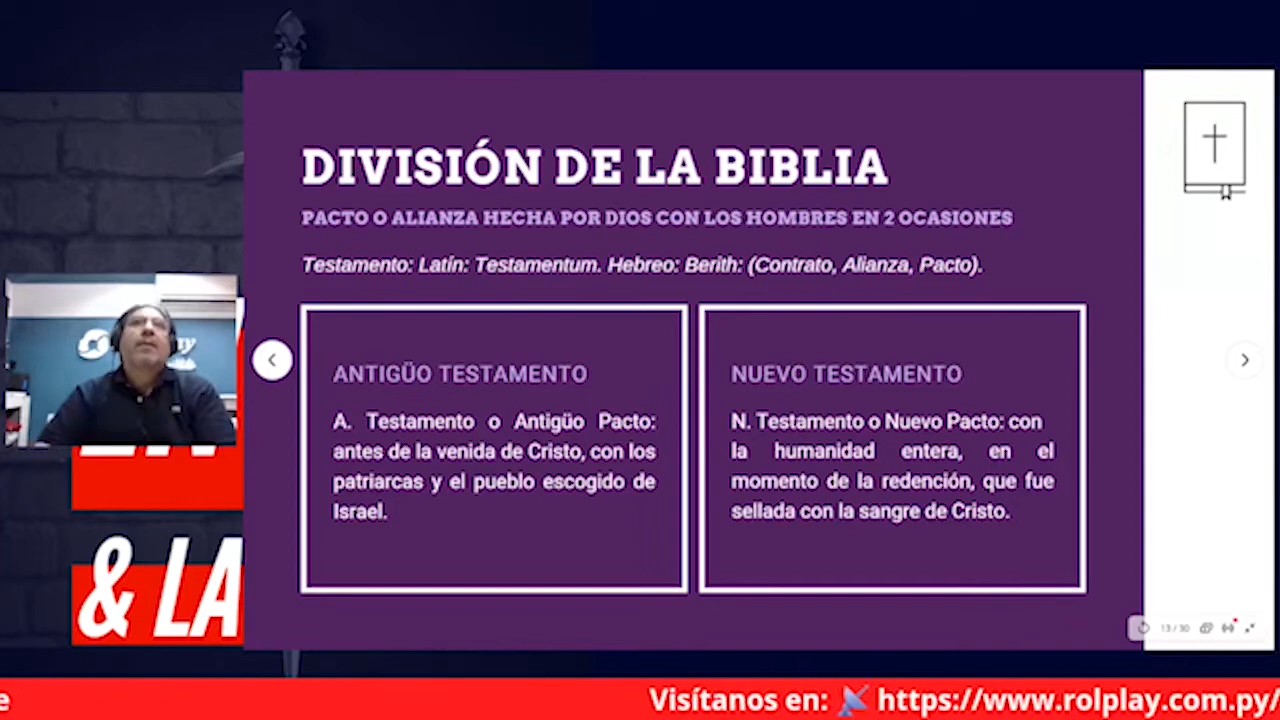 DIVISIÓN DE LA BIBLIA
PACTO O ALIANZA HECHA POR DIOS CON LOS HOMBRES EN 2 OCASIONES
Testamento: Latín: Testamentum. Hebreo: Berith: (Contrato, Alianza, Pacto).
ANTIGÜO TESTAMENTO
A. Testamento o Antigüo Pacto:
antes de la venida de Cristo, con los
patriarcas y el pueblo escogido de
Israel.
NUEVO TESTAMENTO
N. Testamento o Nuevo Pacto: con
la humanidad entera, en el
momento de la redención, que fue
sellada con la sangre de Cristo.
& LA
13 / 30
e
Visítanos en: https://www.rolplay.com.py/